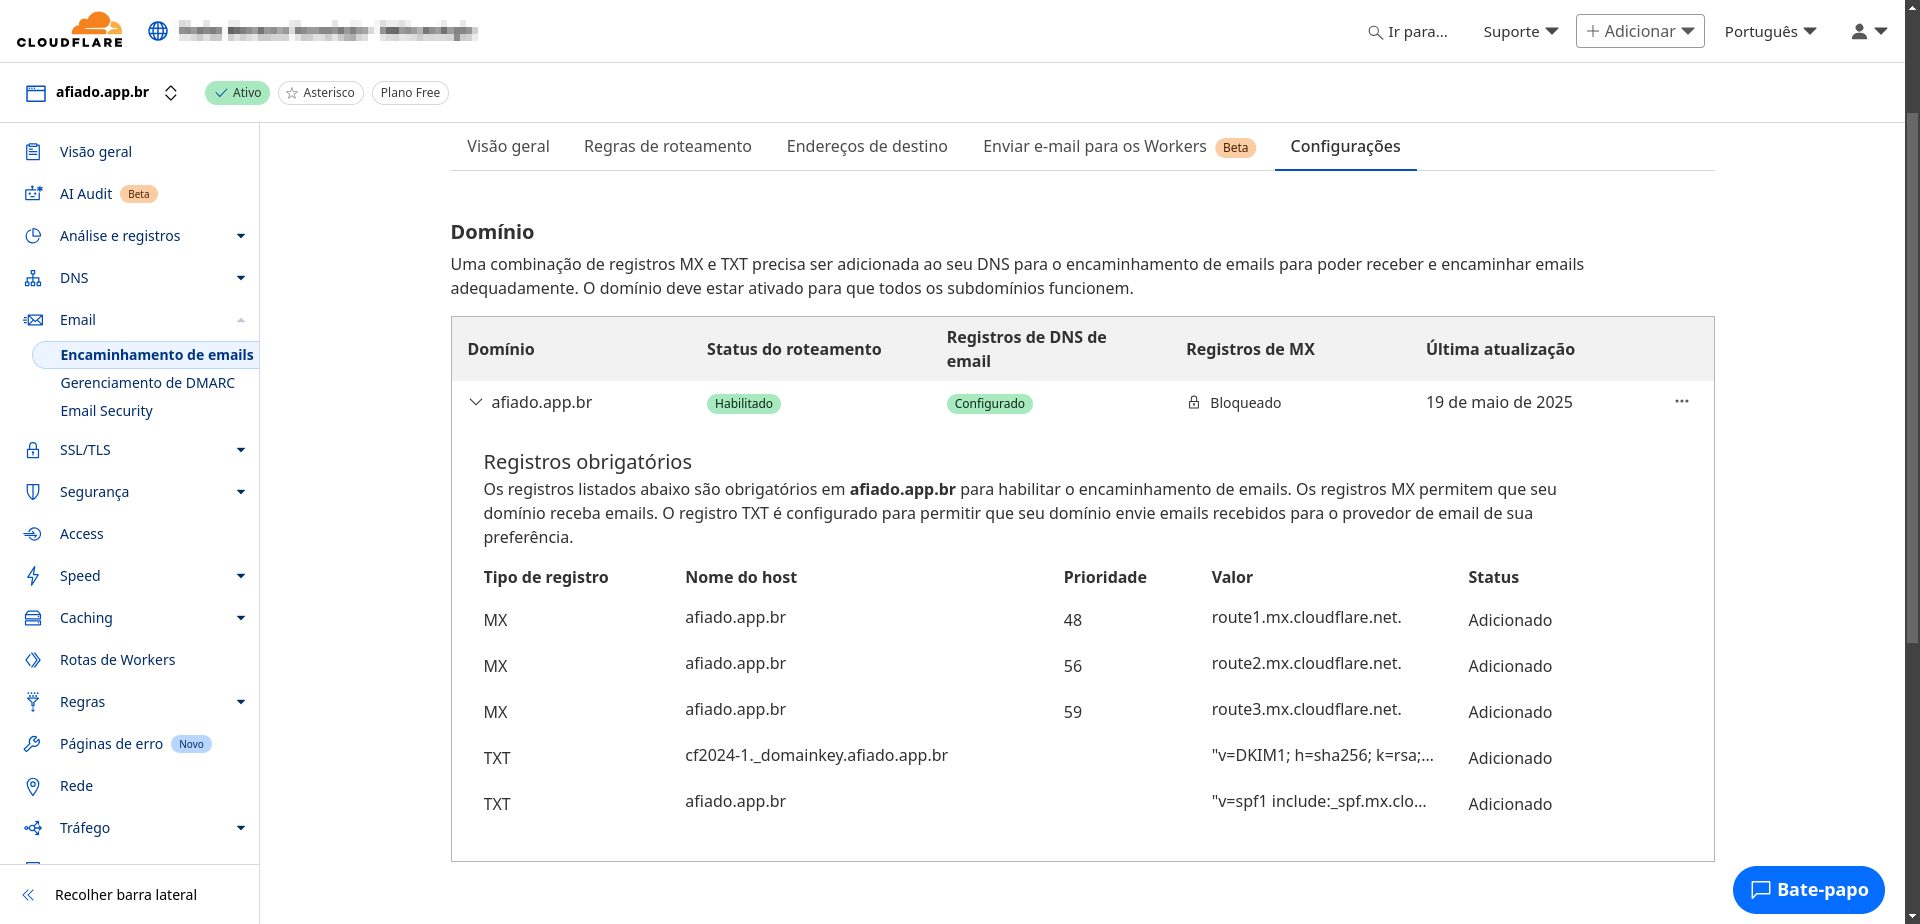 CLOUDFLARE
Ir para...
Suporte
Adicionar
Português
afiado.app.br
Ativo
Asterisco
Plano Free
Visão geral
AI Audit Beta
Análise e registros
DNS
Email
Encaminhamento de emails
Gerenciamento de DMARC
Email Security
SSL/TLS
Segurança
Access
Speed
Caching
Rotas de Workers
Regras
Páginas de erro Novo
Rede
Tráfego
Recolher barra lateral
Visão geral Regras de roteamento Endereços de destino Enviar e-mail para os Workers Beta Configurações
Domínio
Uma combinação de registros MX e TXT precisa ser adicionada ao seu DNS para o encaminhamento de emails para poder receber e encaminhar emails
adequadamente. O domínio deve estar ativado para que todos os subdomínios funcionem.
Domínio Status do roteamento Registros de DNS de email Registros de MX Última atualização
afiado.app.br Habilitado Configurado Bloqueado 19 de maio de 2025 ...
Registros obrigatórios
Os registros listados abaixo são obrigatórios em afiado.app.br para habilitar o encaminhamento de emails. Os registros MX permitem que seu
domínio receba emails. O registro TXT é configurado para permitir que seu domínio envie emails recebidos para o provedor de email de sua
preferência.
Tipo de registro Nome do host Prioridade Valor Status
MX afiado.app.br 48 route1.mx.cloudflare.net. Adicionado
MX afiado.app.br 56 route2.mx.cloudflare.net. Adicionado
MX afiado.app.br 59 route3.mx.cloudflare.net. Adicionado
TXT cf2024-1._domainkey.afiado.app.br "v=DKIM1; h=sha256; k=rsa;... Adicionado
TXT afiado.app.br "v=spf1 include:_spf.mx.clo... Adicionado
Bate-papo